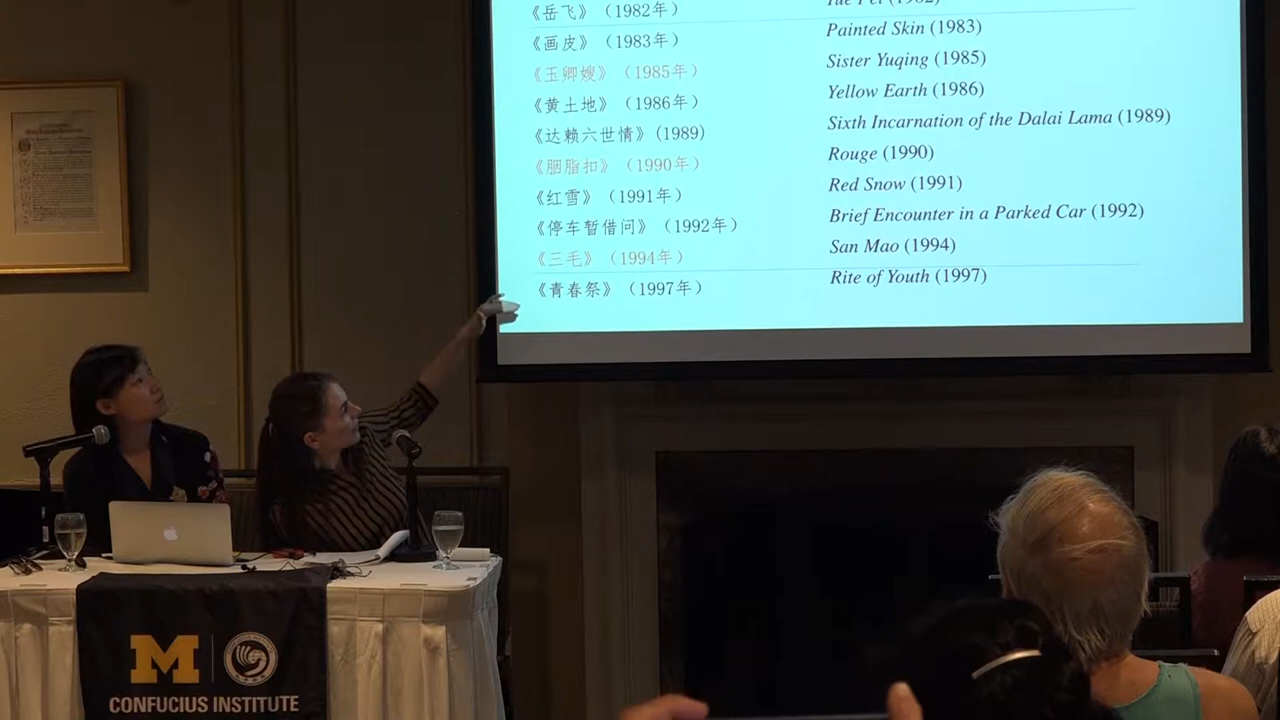 《岳飞》（1982年）
《画皮》（1983年）
《玉卿嫂》（1985年）
《黄土地》（1986年）
《达赖六世情》(1989)
《胭脂扣》（1990年）
《红雪》（1991年）
《停车暂借问》（1992年）
《三毛》（1994年）
《青春祭》（1997年）
Yue Fei (1982)
Painted Skin (1983)
Sister Yuqing (1985)
Yellow Earth (1986)
Sixth Incarnation of the Dalai Lama (1989)
Rouge (1990)
Red Snow (1991)
Brief Encounter in a Parked Car (1992)
San Mao (1994)
Rite of Youth (1997)
M
CONFUCIUS INSTITUTE